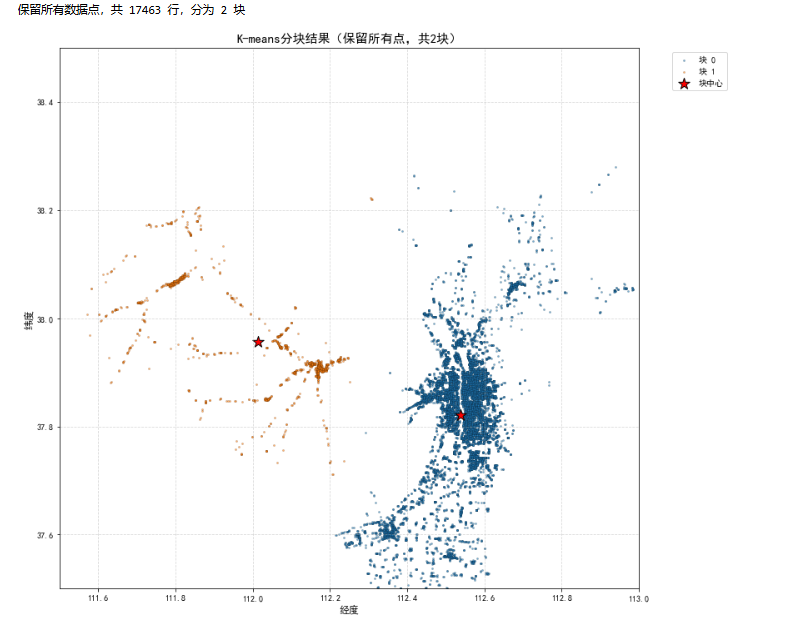 保留所有数据点，共 17463 行，分为 2 块
K-means分块结果（保留所有点，共2块）
块 0
块 1
块中心
38.4
38.2
38.0
37.8
37.6
纬度
111.6
111.8
112.0
112.2
112.4
112.6
112.8
113.0
经度